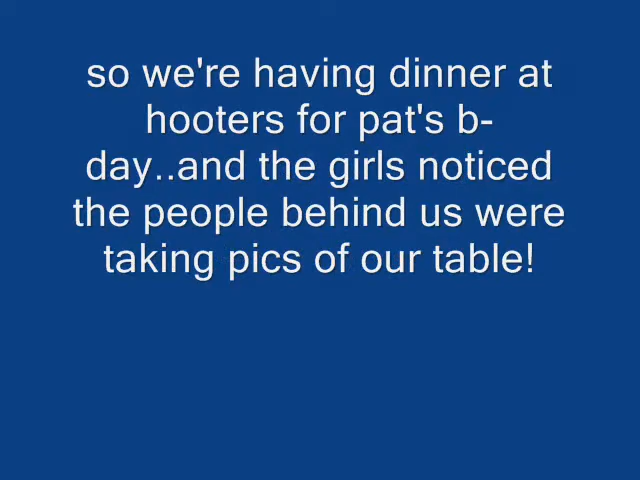 so we're having dinner at
hooters for pat's b-
day..and the girls noticed
the people behind us were
taking pics of our table!